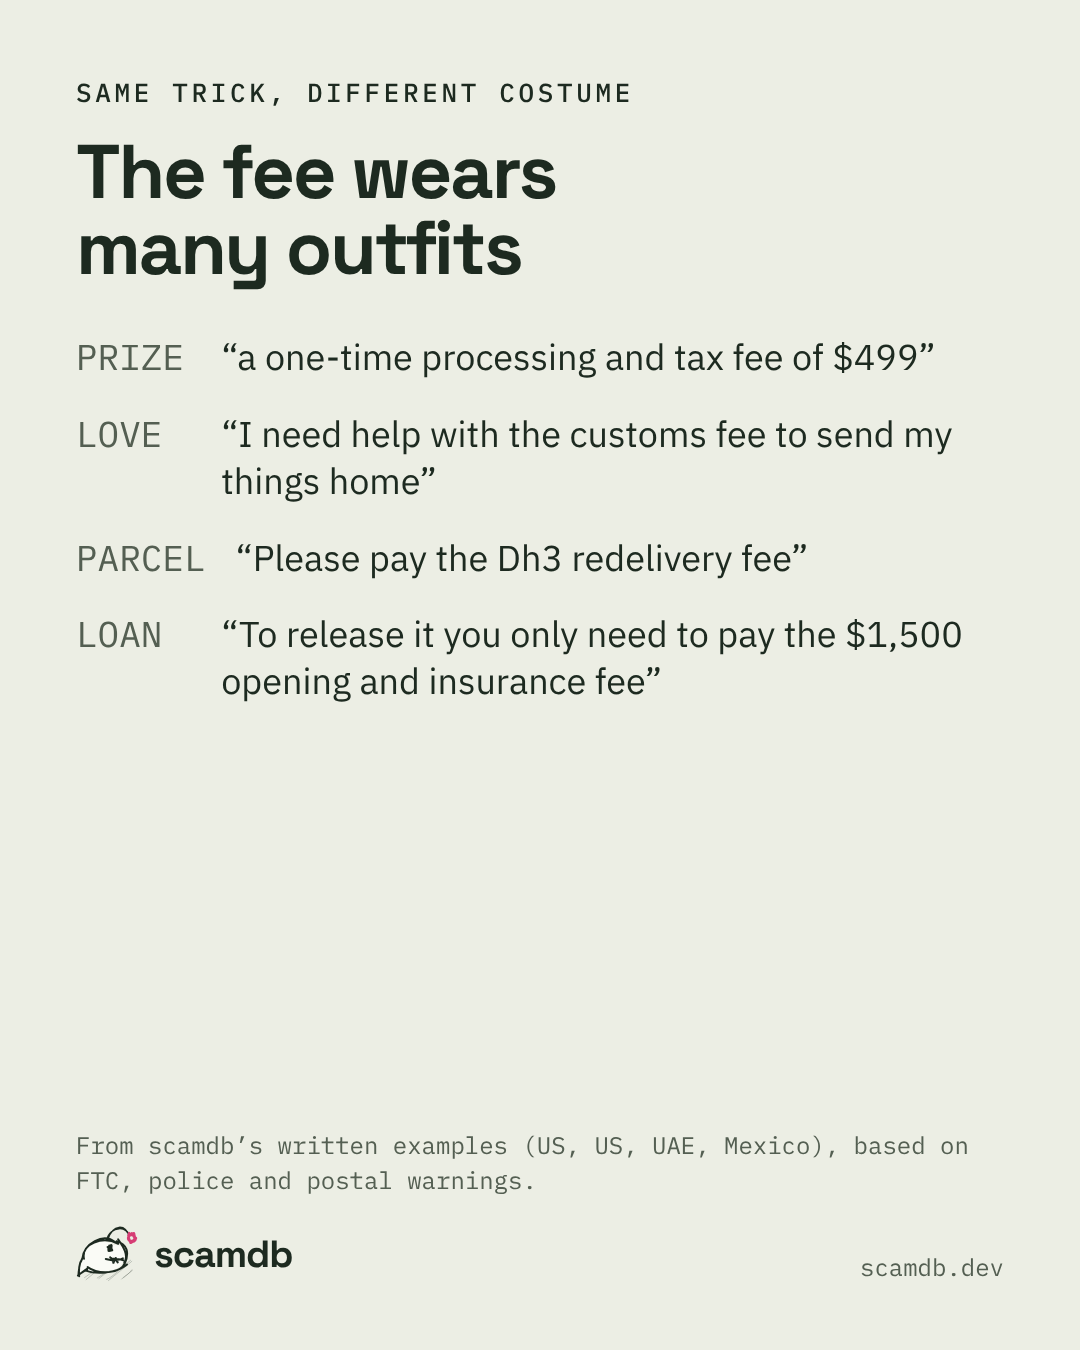 SAME TRICK, DIFFERENT COSTUME
The fee wears
many outfits
PRIZE “a one-time processing and tax fee of $499”
LOVE “I need help with the customs fee to send my
things home”
PARCEL “Please pay the Dh3 redelivery fee”
LOAN “To release it you only need to pay the $1,500
opening and insurance fee”
From scamdb’s written examples (US, US, UAE, Mexico), based on
FTC, police and postal warnings.
scamdb
scamdb.dev